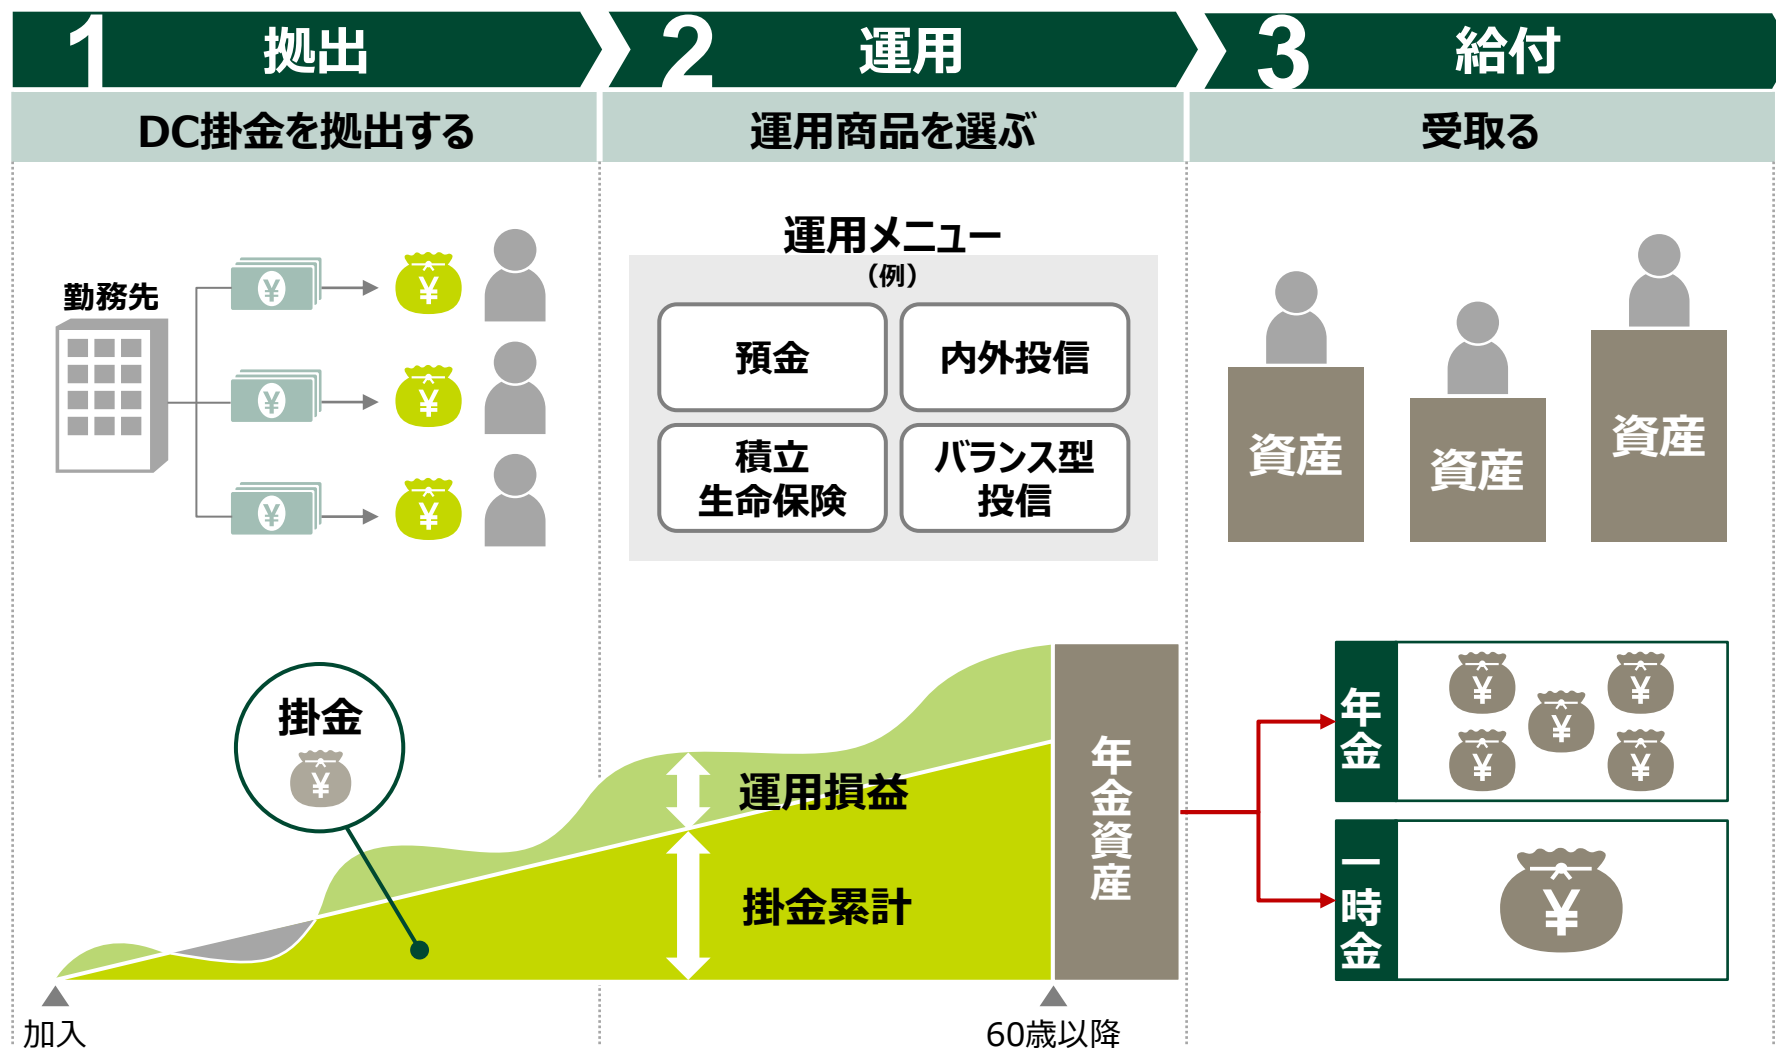 1 拠出
2 運用
3 給付
DC掛金を拠出する
運用商品を選ぶ
受取る
勤務先
¥
¥
¥
¥
¥
¥
運用メニュー
(例)
預金
内外投信
積立
生命保険
バランス型
投信
資産
資産
資産
掛金
¥
運用損益
掛金累計
年金資産
加入
60歳以降
年金
¥
¥
¥
¥
¥
一時金
¥